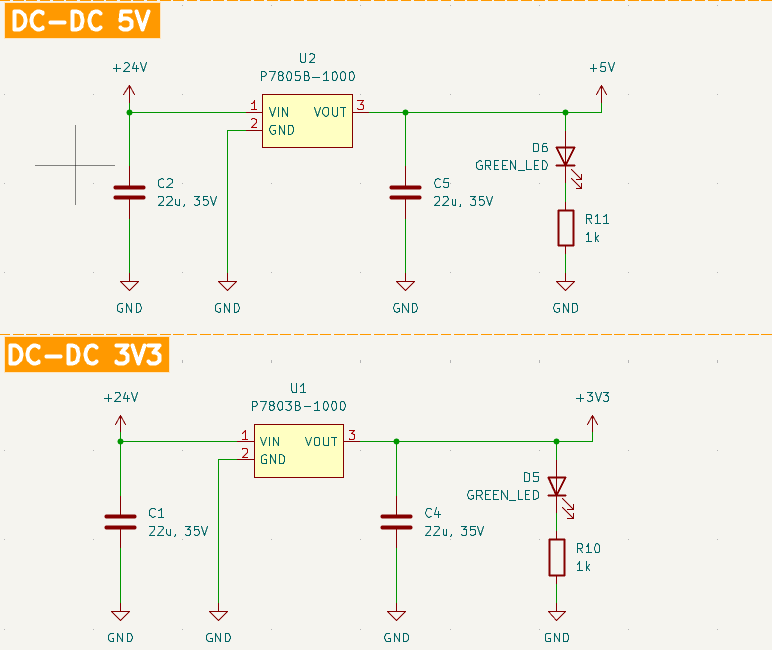 DC-DC 5V
+24V
U2
P7805B-1000
+5V
1 VIN VOUT 3
2 GND
D6
GREEN_LED
C2
22u, 35V
C5
22u, 35V
R11
1k
GND GND GND GND
DC-DC 3V3
+24V
U1
P7803B-1000
+3V3
1 VIN VOUT 3
2 GND
D5
GREEN_LED
C1
22u, 35V
C4
22u, 35V
R10
1k
GND GND GND GND